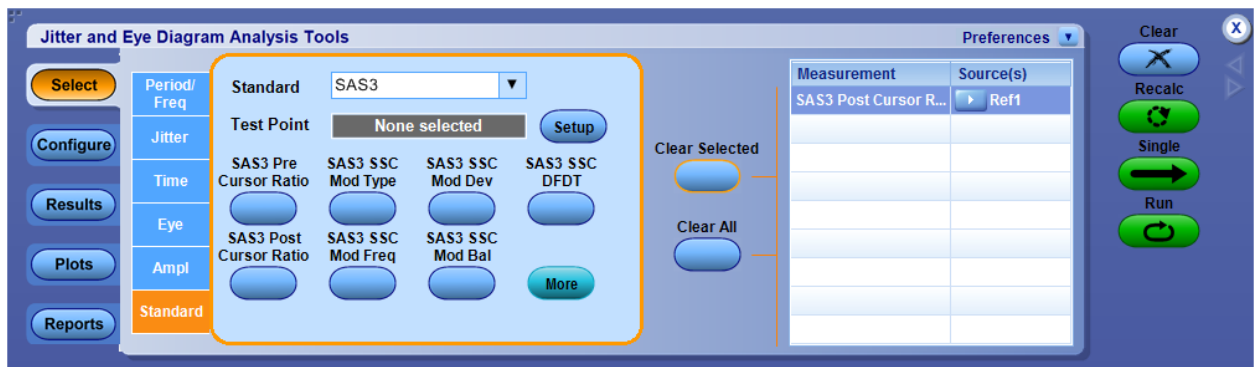 Jitter and Eye Diagram Analysis Tools
Preferences
Clear
X
Select
Configure
Results
Plots
Reports
Period/
Freq
Jitter
Time
Eye
Ampl
Standard
Standard
SAS3
Test Point
None selected
Setup
SAS3 Pre
Cursor Ratio
SAS3 SSC
Mod Type
SAS3 SSC
Mod Dev
SAS3 SSC
DFDT
SAS3 Post
Cursor Ratio
SAS3 SSC
Mod Freq
SAS3 SSC
Mod Bal
More
Clear Selected
Clear All
Measurement
Source(s)
SAS3 Post Cursor R...
Ref1
Recalc
Single
Run